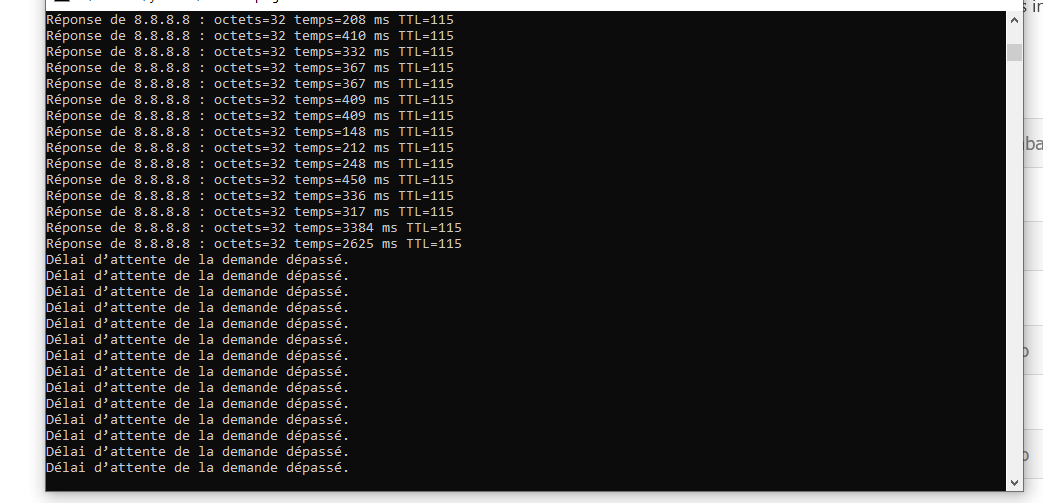 Réponse de 8.8.8.8 : octets=32 temps=208 ms TTL=115
Réponse de 8.8.8.8 : octets=32 temps=410 ms TTL=115
Réponse de 8.8.8.8 : octets=32 temps=332 ms TTL=115
Réponse de 8.8.8.8 : octets=32 temps=367 ms TTL=115
Réponse de 8.8.8.8 : octets=32 temps=367 ms TTL=115
Réponse de 8.8.8.8 : octets=32 temps=409 ms TTL=115
Réponse de 8.8.8.8 : octets=32 temps=409 ms TTL=115
Réponse de 8.8.8.8 : octets=32 temps=148 ms TTL=115
Réponse de 8.8.8.8 : octets=32 temps=212 ms TTL=115
Réponse de 8.8.8.8 : octets=32 temps=248 ms TTL=115
Réponse de 8.8.8.8 : octets=32 temps=450 ms TTL=115
Réponse de 8.8.8.8 : octets=32 temps=336 ms TTL=115
Réponse de 8.8.8.8 : octets=32 temps=317 ms TTL=115
Réponse de 8.8.8.8 : octets=32 temps=3384 ms TTL=115
Réponse de 8.8.8.8 : octets=32 temps=2625 ms TTL=115
Délai d’attente de la demande dépassé.
Délai d’attente de la demande dépassé.
Délai d’attente de la demande dépassé.
Délai d’attente de la demande dépassé.
Délai d’attente de la demande dépassé.
Délai d’attente de la demande dépassé.
Délai d’attente de la demande dépassé.
Délai d’attente de la demande dépassé.
Délai d’attente de la demande dépassé.
Délai d’attente de la demande dépassé.
Délai d’attente de la demande dépassé.
Délai d’attente de la demande dépassé.
Délai d’attente de la demande dépassé.
Délai d’attente de la demande dépassé.